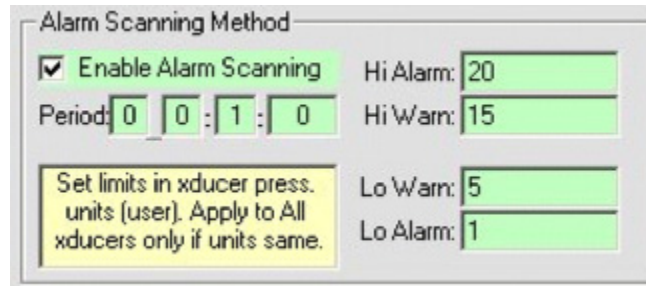 Alarm Scanning Method
Enable Alarm Scanning
Hi Alarm: 20
Period: 0 _ 0 : 1 : 0
Hi Warn: 15
Set limits in xducer press.
units (user). Apply to All
xducers only if units same.
Lo Warn: 5
Lo Alarm: 1